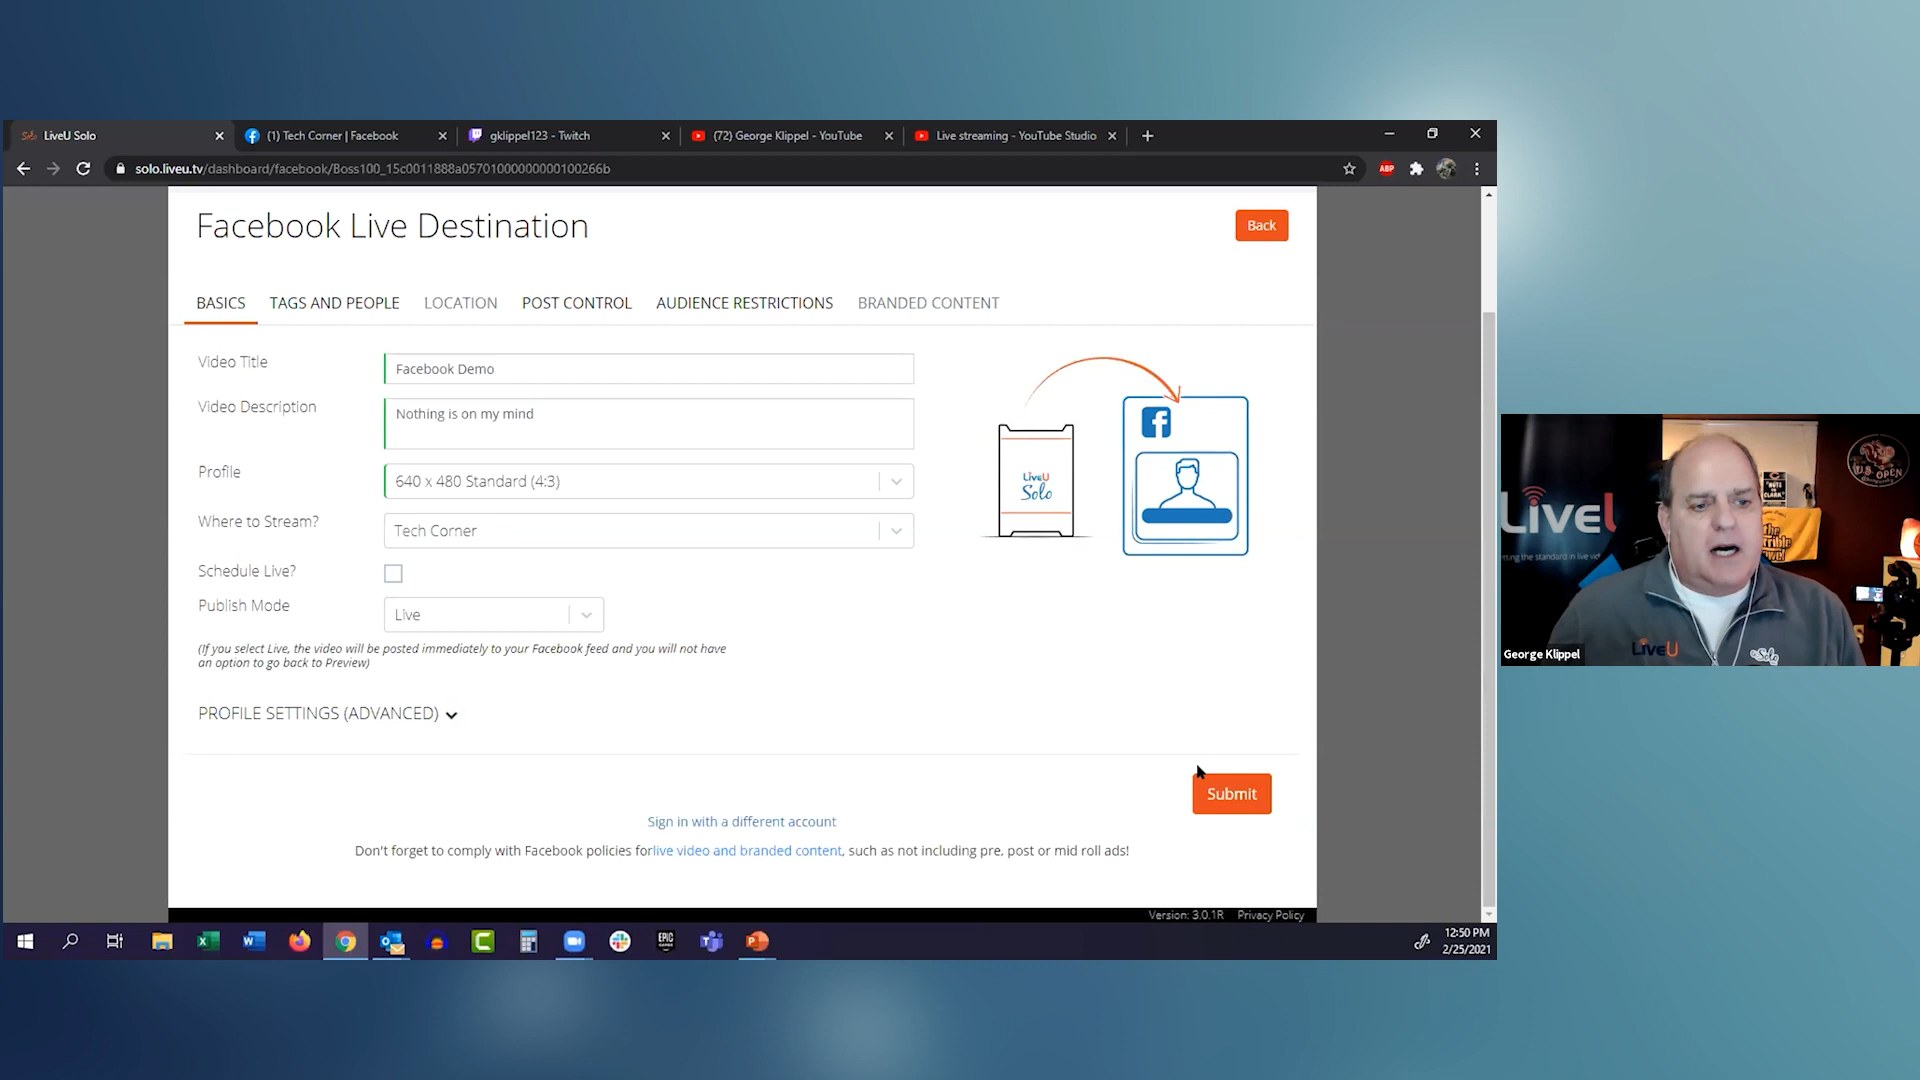 LiveU Solo
(1) Tech Corner | Facebook
gklippel123 - Twitch
(72) George Klippel - YouTube
Live streaming - YouTube Studio
solo.liveu.tv/dashboard/facebook/Boss100_15c0011888a05701000000000100266b
ABP
Facebook Live Destination
Back
BASICS
TAGS AND PEOPLE
LOCATION
POST CONTROL
AUDIENCE RESTRICTIONS
BRANDED CONTENT
Video Title
Facebook Demo
Video Description
Nothing is on my mind
Profile
640 x 480 Standard (4:3)
Where to Stream?
Tech Corner
Schedule Live?
Publish Mode
Live
(If you select Live, the video will be posted immediately to your Facebook feed and you will not have
an option to go back to Preview)
PROFILE SETTINGS (ADVANCED)
LiveU
Solo
Submit
Sign in with a different account
Don't forget to comply with Facebook policies forlive video and branded content, such as not including pre, post or mid roll ads!
Version: 3.0.1R
Privacy Policy
EPIC
12:50 PM
2/25/2021
U.S. OPEN
LiveU
Solo
George Klippel